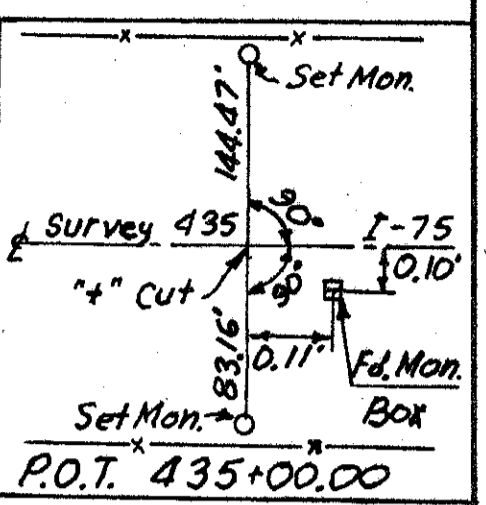 Set Mon.
144.47'
90°
℄ Survey 435 I-75
0.10'
"+" Cut
90°
83.16'
0.11'
Fd. Mon.
Box
Set Mon.
P.O.T. 435+00.00